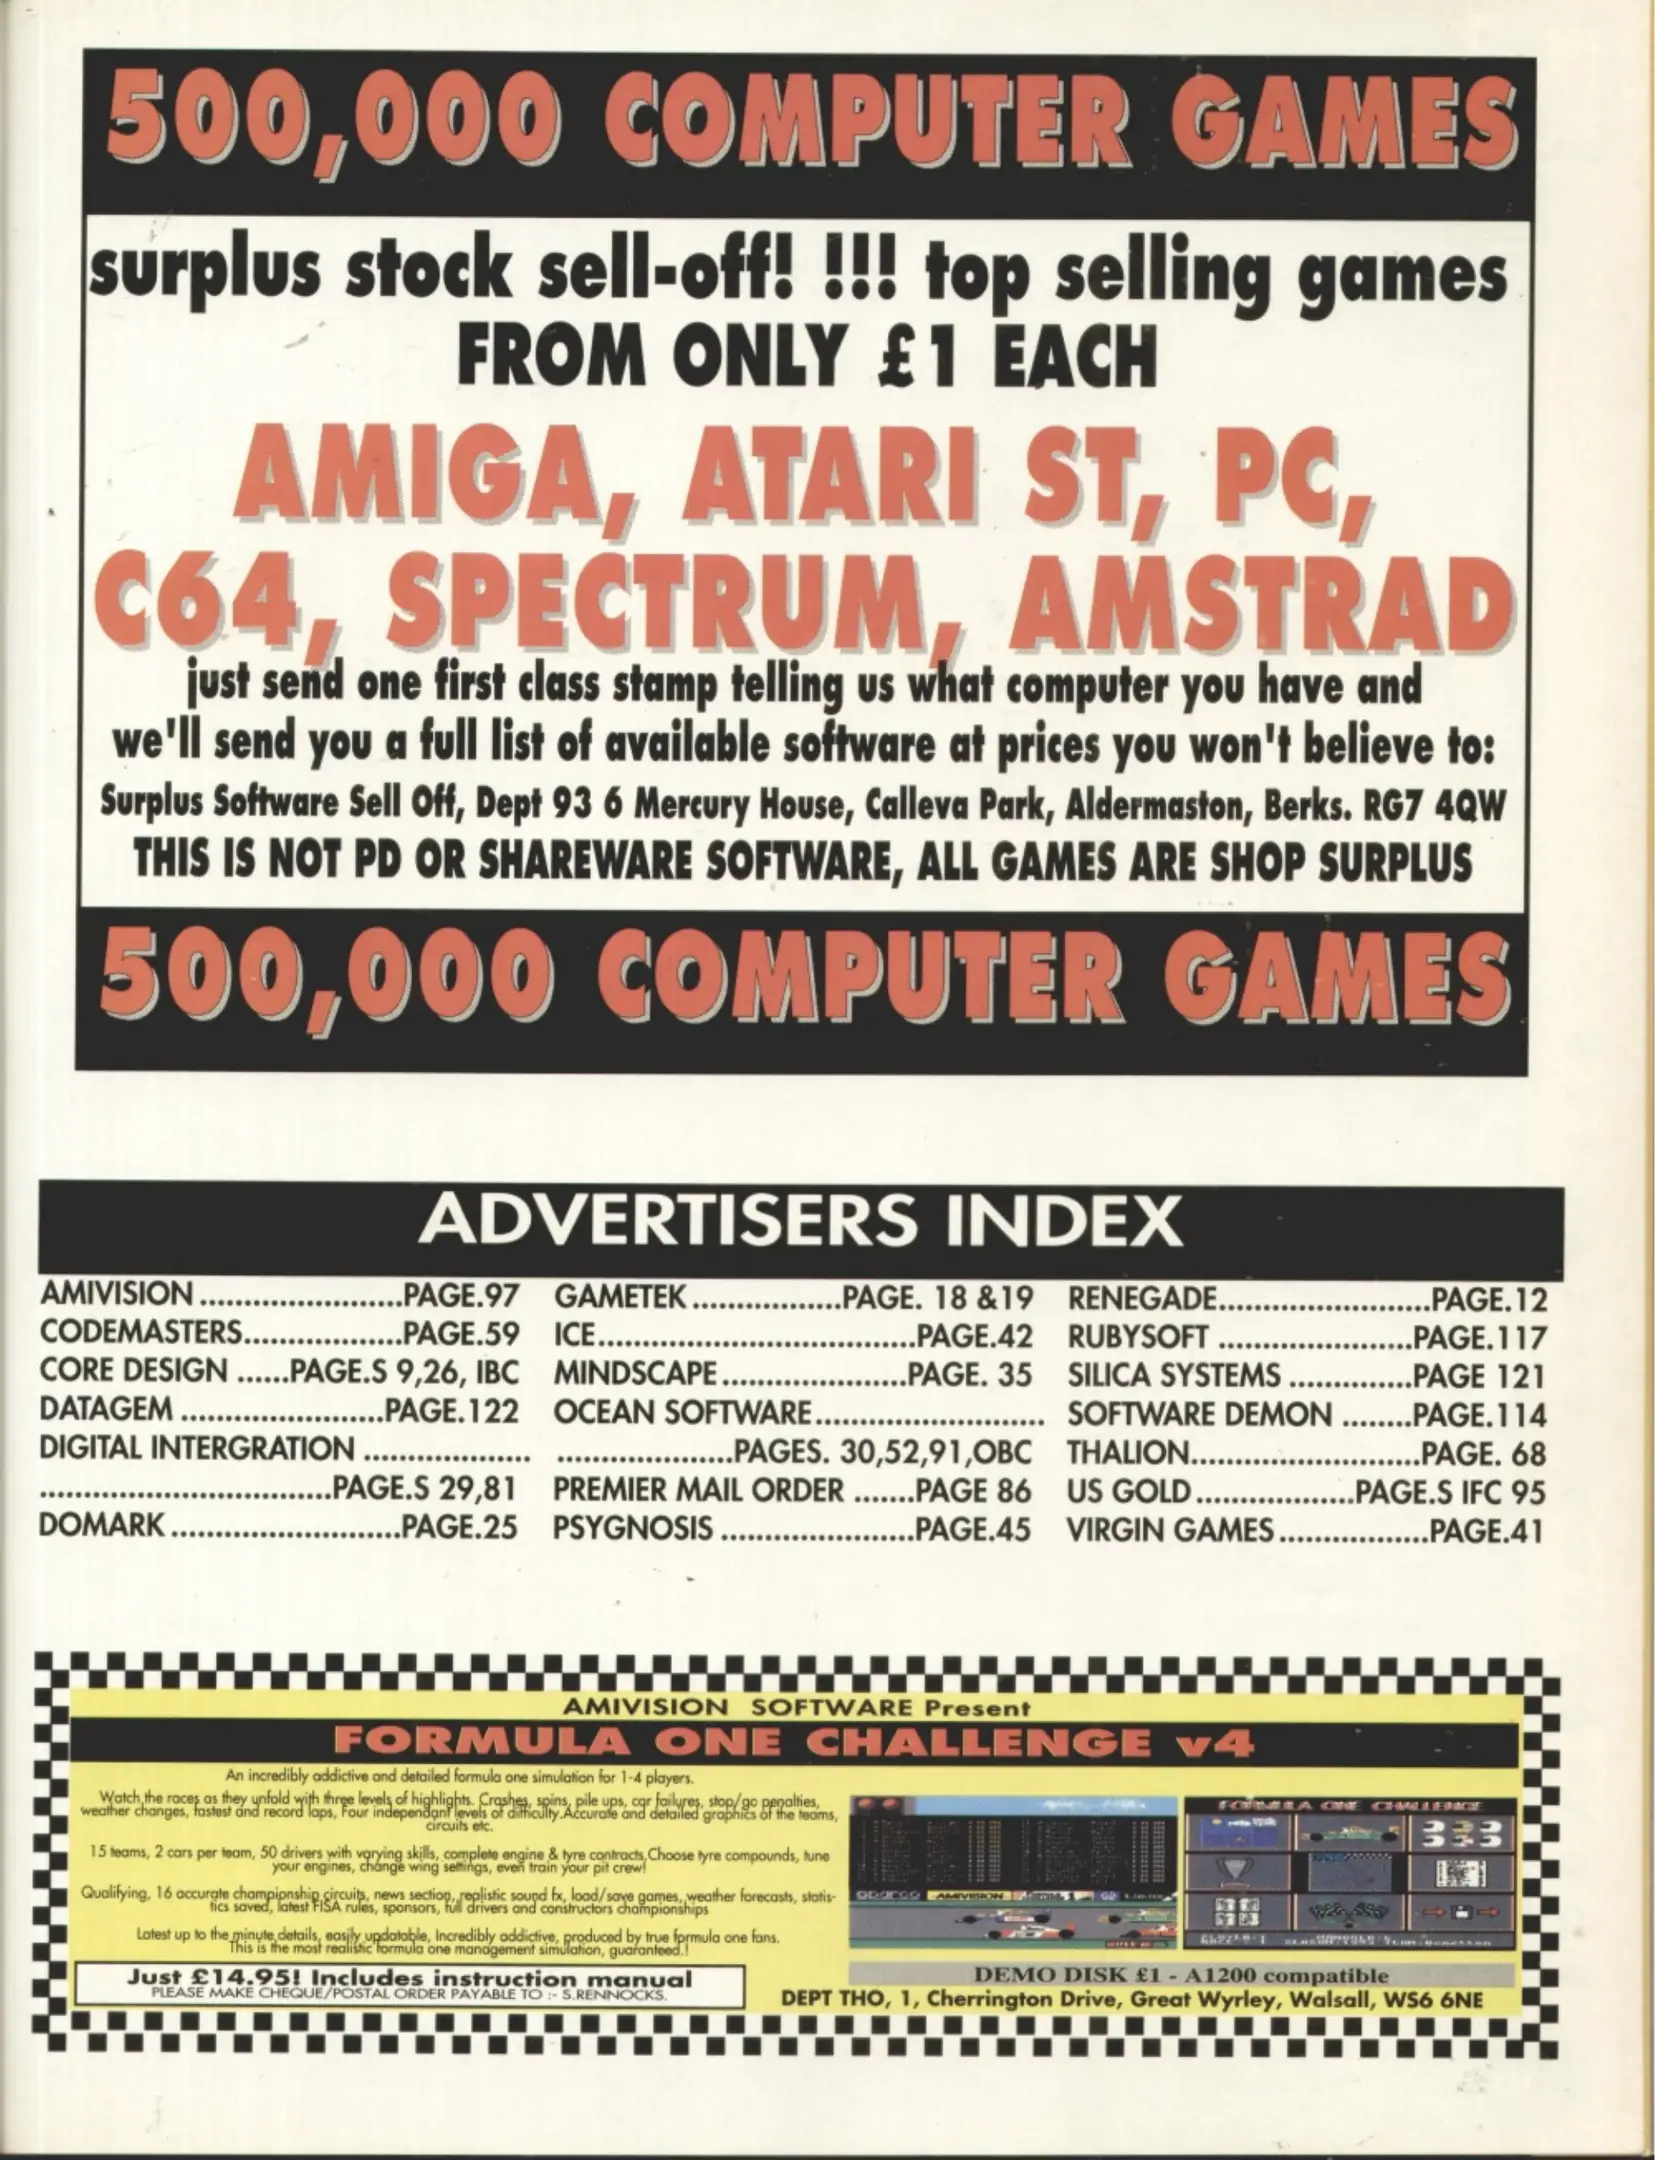 500,000 COMPUTER GAMES
surplus stock sell-off! !!! top selling games
FROM ONLY £1 EACH
AMIGA, ATARI ST, PC,
C64, SPECTRUM, AMSTRAD
just send one first class stamp telling us what computer you have and
we'll send you a full list of available software at prices you won't believe to:
Surplus Software Sell Off, Dept 93 6 Mercury House, Calleva Park, Aldermaston, Berks. RG7 4QW
THIS IS NOT PD OR SHAREWARE SOFTWARE, ALL GAMES ARE SHOP SURPLUS
500,000 COMPUTER GAMES
ADVERTISERS INDEX
AMIVISION.......................PAGE.97
CODEMASTERS..................PAGE.59
CORE DESIGN ......PAGE.S 9,26, IBC
DATAGEM .......................PAGE.122
DIGITAL INTERGRATION ...................
.................................PAGE.S 29,81
DOMARK..........................PAGE.25
GAMETEK.................PAGE. 18 &19
ICE....................................PAGE.42
MINDSCAPE.....................PAGE. 35
OCEAN SOFTWARE..........................
....................PAGES. 30,52,91,OBC
PREMIER MAIL ORDER .......PAGE 86
PSYGNOSIS ......................PAGE.45
RENEGADE........................PAGE.12
RUBYSOFT ......................PAGE.117
SILICA SYSTEMS ..............PAGE 121
SOFTWARE DEMON ........PAGE.114
THALION..........................PAGE. 68
US GOLD..................PAGE.S IFC 95
VIRGIN GAMES.................PAGE.41
AMIVISION SOFTWARE Present
FORMULA ONE CHALLENGE v4
An incredibly addictive and detailed formula one simulation for 1-4 players.
Watch the races as they unfold with three levels of highlights. Crashes, spins, pile ups, car failures, stop/go penalties,
weather changes, fastest and record laps, Four independant levels of difficulty.Accurate and detailed graphics of the teams,
circuits etc.
15 teams, 2 cars per team, 50 drivers with varying skills, complete engine & tyre contracts.Choose tyre compounds, tune
your engines, change wing settings, even train your pit crew!
Qualifying, 16 accurate championship circuits, news section, realistic sound fx, load/save games, weather forecasts, statis-
tics saved, latest FISA rules, sponsors, full drivers and constructors championships
Latest up to the minute details, easily updatable, Incredibly addictive, produced by true formula one fans.
This is the most realistic formula one management simulation, guaranteed.!
Just £14.95! Includes instruction manual
PLEASE MAKE CHEQUE/POSTAL ORDER PAYABLE TO :- S.RENNOCKS.
AMIVISION
FORMULA ONE CHALLENGE
DEMO DISK £1 - A1200 compatible
DEPT THO, 1, Cherrington Drive, Great Wyrley, Walsall, WS6 6NE